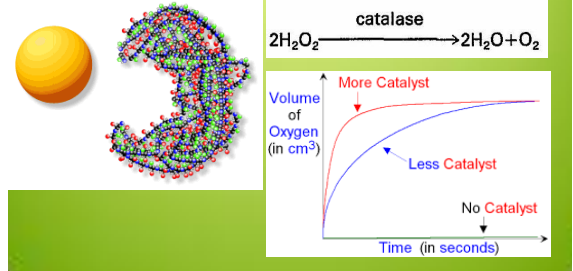 catalase
2H₂O₂ ⟶ 2H₂O+O₂
More Catalyst
Volume
of
Oxygen
(in cm³)
Less Catalyst
No Catalyst
Time (in seconds)